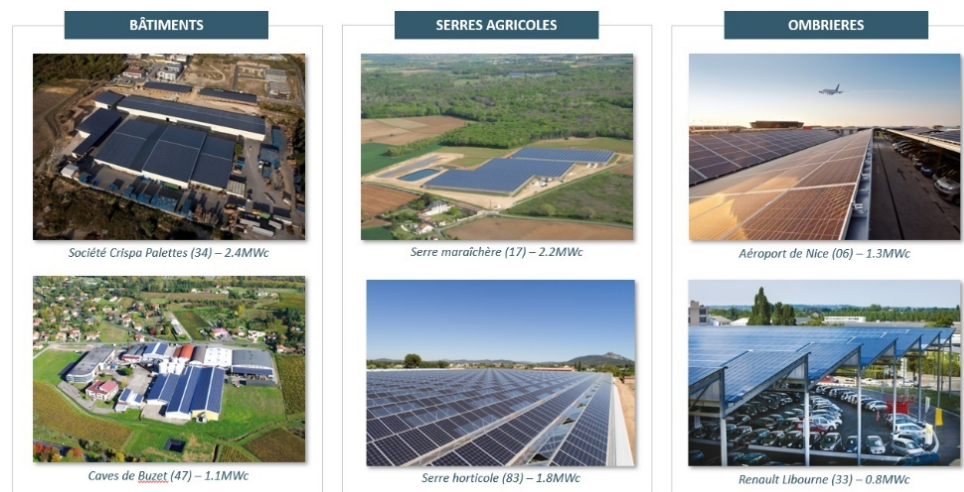 BÂTIMENTS
Société Crispa Palettes (34) – 2.4MWc
Caves de Buzet (47) – 1.1MWc
SERRES AGRICOLES
Serre maraîchère (17) – 2.2MWc
Serre horticole (83) – 1.8MWc
OMBRIERES
Aéroport de Nice (06) – 1.3MWc
Renault Libourne (33) – 0.8MWc